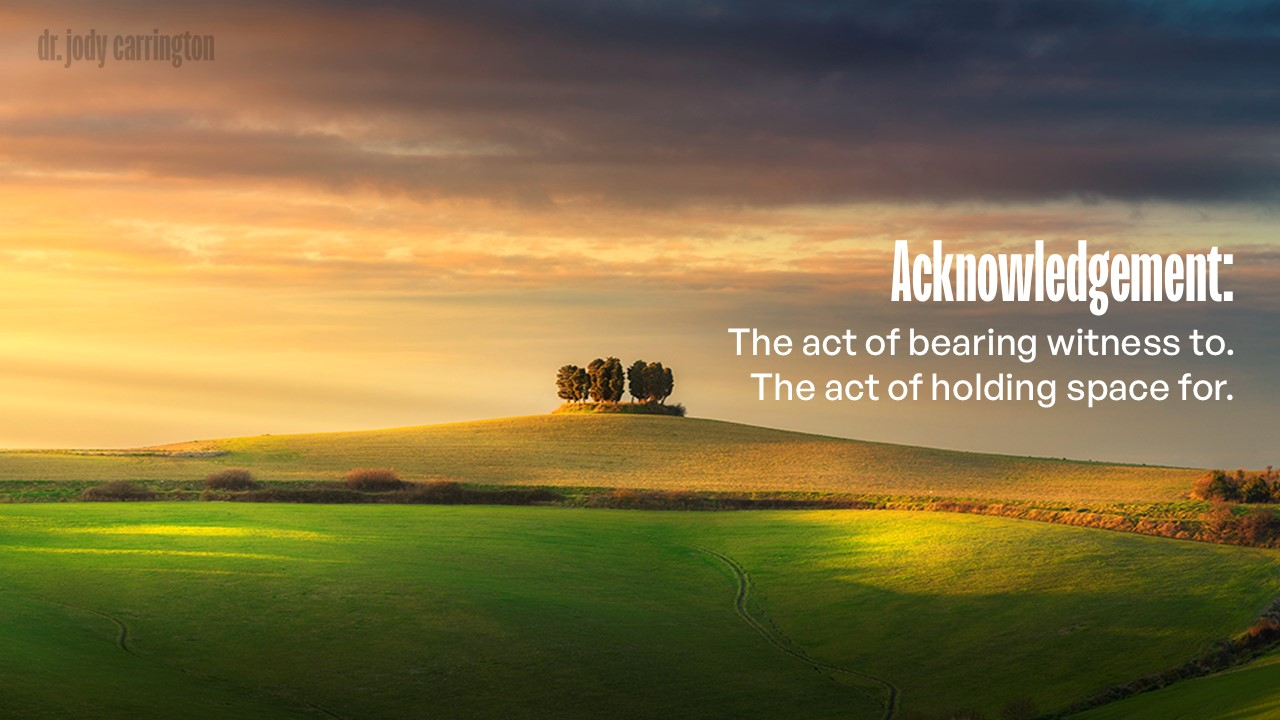 dr. jody carrington
Acknowledgement:
The act of bearing witness to.
The act of holding space for.